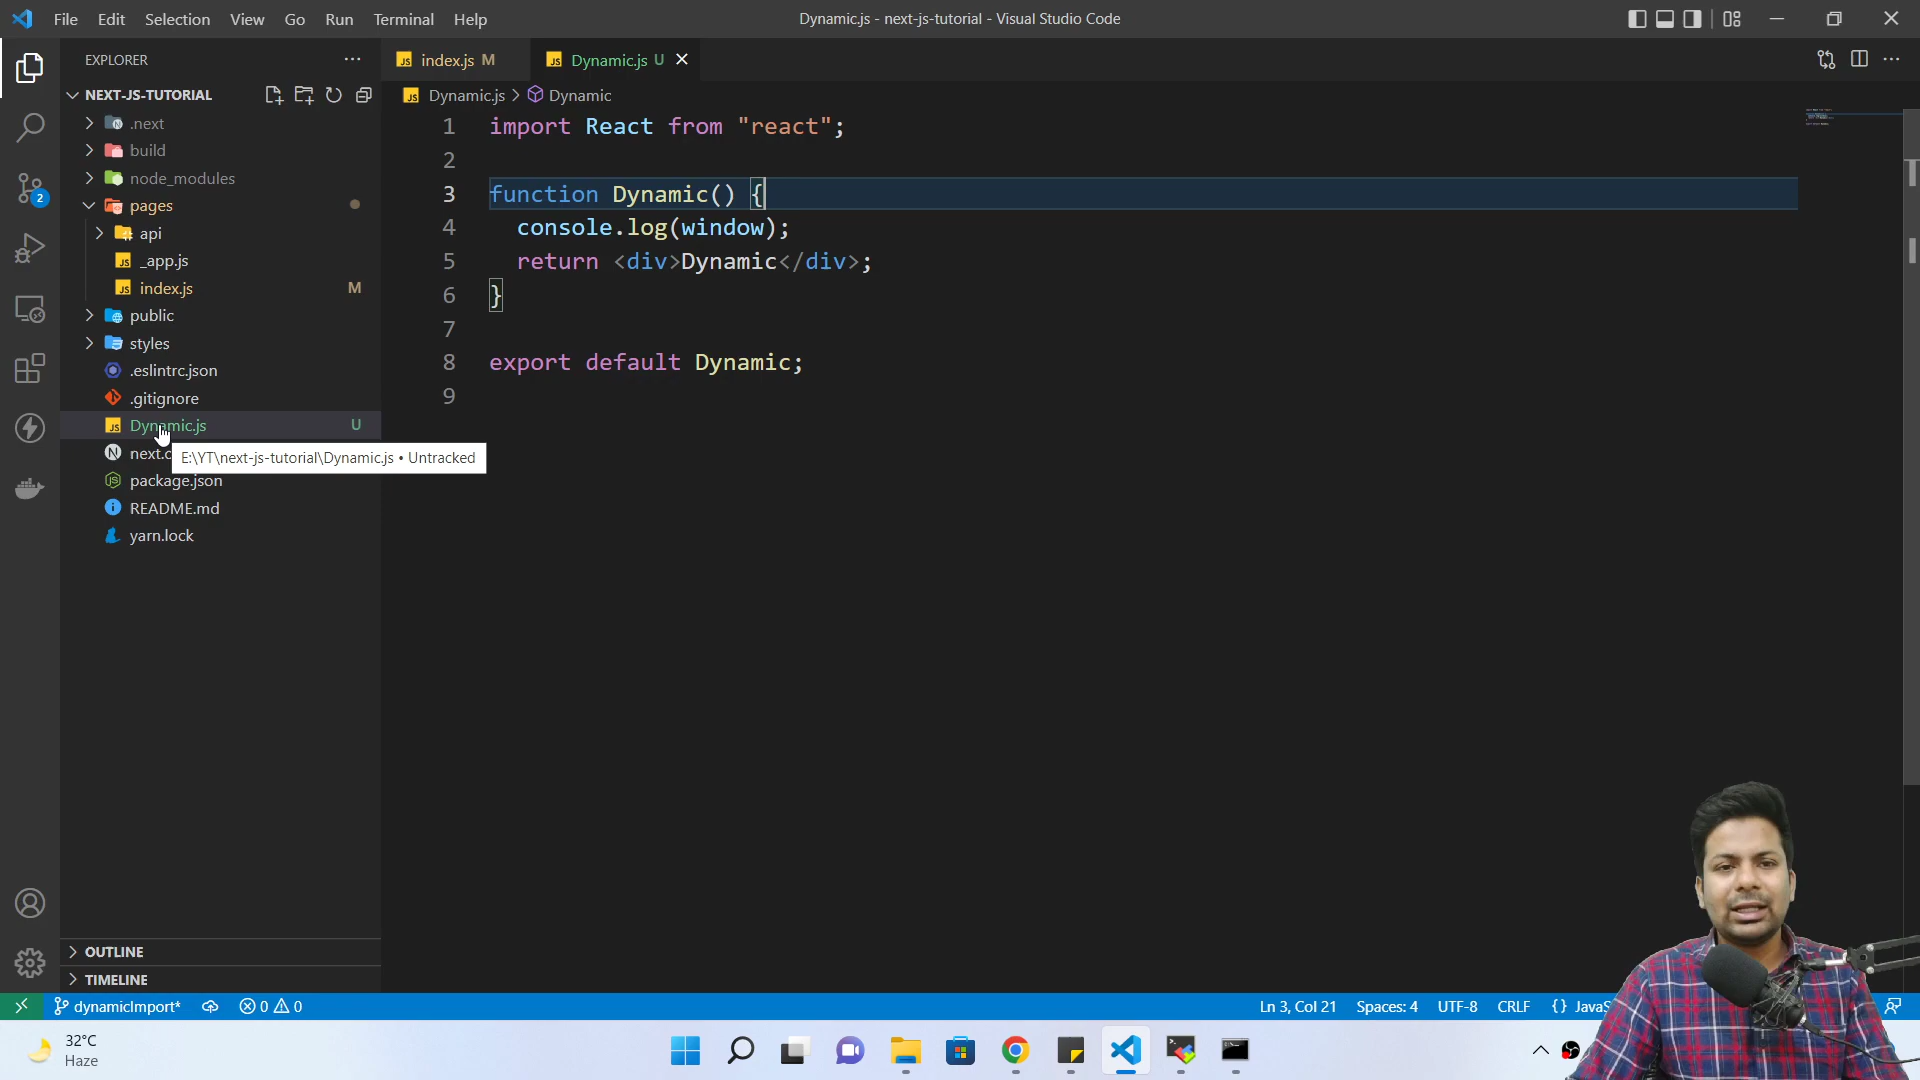 File Edit Selection View Go Run Terminal Help
Dynamic.js - next-js-tutorial - Visual Studio Code
EXPLORER
NEXT-JS-TUTORIAL
.next
build
node_modules
pages
api
_app.js
index.js M
public
styles
.eslintrc.json
.gitignore
Dynamic.js U
next.c
E:\YT\next-js-tutorial\Dynamic.js • Untracked
package.json
README.md
yarn.lock
OUTLINE
TIMELINE
2
index.js M
Dynamic.js U
Dynamic.js > Dynamic
1 import React from "react";
2
3 function Dynamic() {
4 console.log(window);
5 return <div>Dynamic</div>;
6 }
7
8 export default Dynamic;
9
dynamicImport* 0 0
Ln 3, Col 21 Spaces: 4 UTF-8 CRLF {} JavaS
32°C
Haze